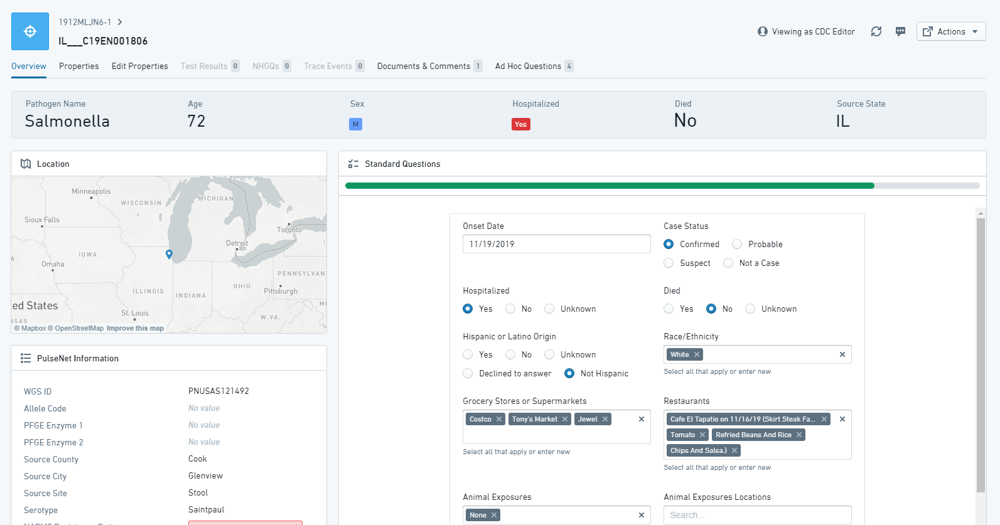 1912MLJN6-1
IL___C19EN001806
Viewing as CDC Editor
Actions
Overview
Properties
Edit Properties
Test Results 0
NHGQs 0
Trace Events 0
Documents & Comments 1
Ad Hoc Questions 4
Pathogen Name
Salmonella
Age
72
Sex
M
Hospitalized
Yes
Died
No
Source State
IL
Location
Minneapolis
WISCONSIN
MICHIGAN
Sioux Falls
Toronto
Detroit
IOWA
Omaha
PENNSYLVAN
OHIO
ILLINOIS
INDIANA
Pittsburgh
ed States
St. Louis
W.VA.
© Mapbox © OpenStreetMap Improve this map
PulseNet Information
WGS ID
PNUSAS121492
Allele Code
No value
PFGE Enzyme 1
No value
PFGE Enzyme 2
No value
Source County
Cook
Source City
Glenview
Source Site
Stool
Serotype
Saintpaul
Standard Questions
Onset Date
11/19/2019
Case Status
Confirmed
Probable
Suspect
Not a Case
Hospitalized
Yes
No
Unknown
Died
Yes
No
Unknown
Hispanic or Latino Origin
Yes
No
Unknown
Declined to answer
Not Hispanic
Race/Ethnicity
White
Select all that apply or enter new
Grocery Stores or Supermarkets
Costco
Tony's Market
Jewel
Select all that apply or enter new
Restaurants
Cafe El Tapatio on 11/16/19 (Skirt Steak Fa...
Tomato
Refried Beans And Rice
Chips And Salsa.)
Select all that apply or enter new
Animal Exposures
None
Animal Exposures Locations
Search...